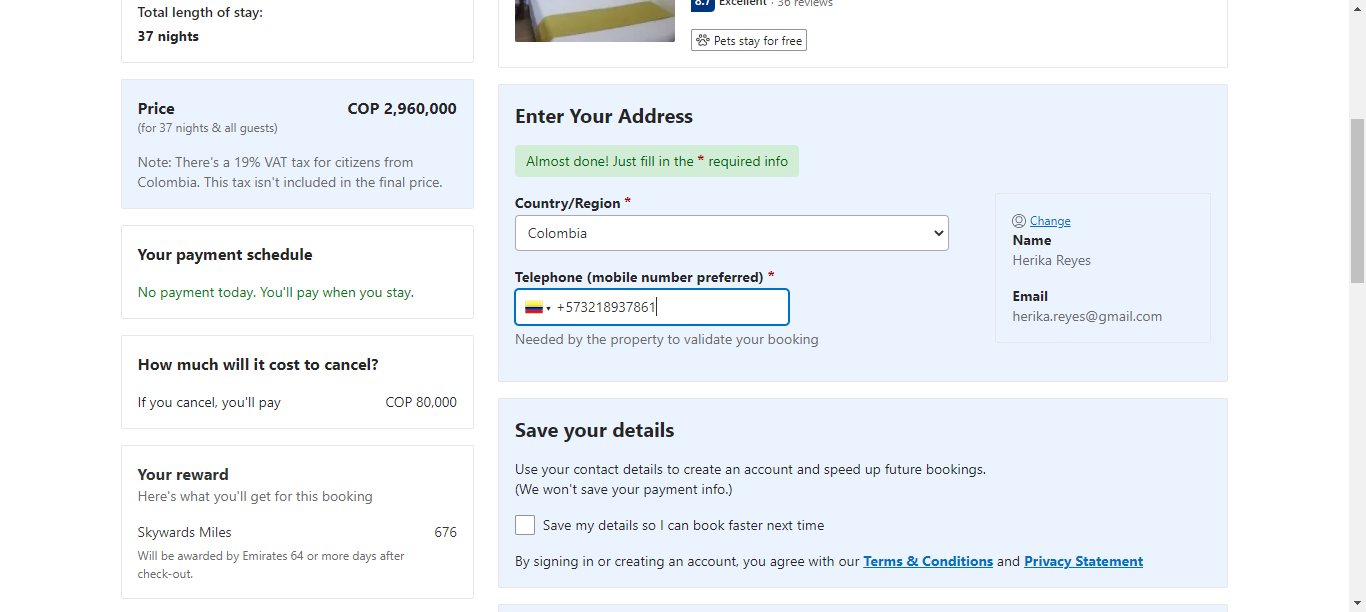 Total length of stay:
37 nights
Price COP 2,960,000
(for 37 nights & all guests)
Note: There's a 19% VAT tax for citizens from
Colombia. This tax isn't included in the final price.
Your payment schedule
No payment today. You'll pay when you stay.
How much will it cost to cancel?
If you cancel, you'll pay COP 80,000
Your reward
Here's what you'll get for this booking
Skywards Miles 676
Will be awarded by Emirates 64 or more days after
check-out.
8.7 Excellent · 36 reviews
Pets stay for free
Enter Your Address
Almost done! Just fill in the * required info
Country/Region *
Colombia
Telephone (mobile number preferred) *
+573218937861
Needed by the property to validate your booking
Change
Name
Herika Reyes
Email
herika.reyes@gmail.com
Save your details
Use your contact details to create an account and speed up future bookings.
(We won't save your payment info.)
Save my details so I can book faster next time
By signing in or creating an account, you agree with our Terms & Conditions and Privacy Statement